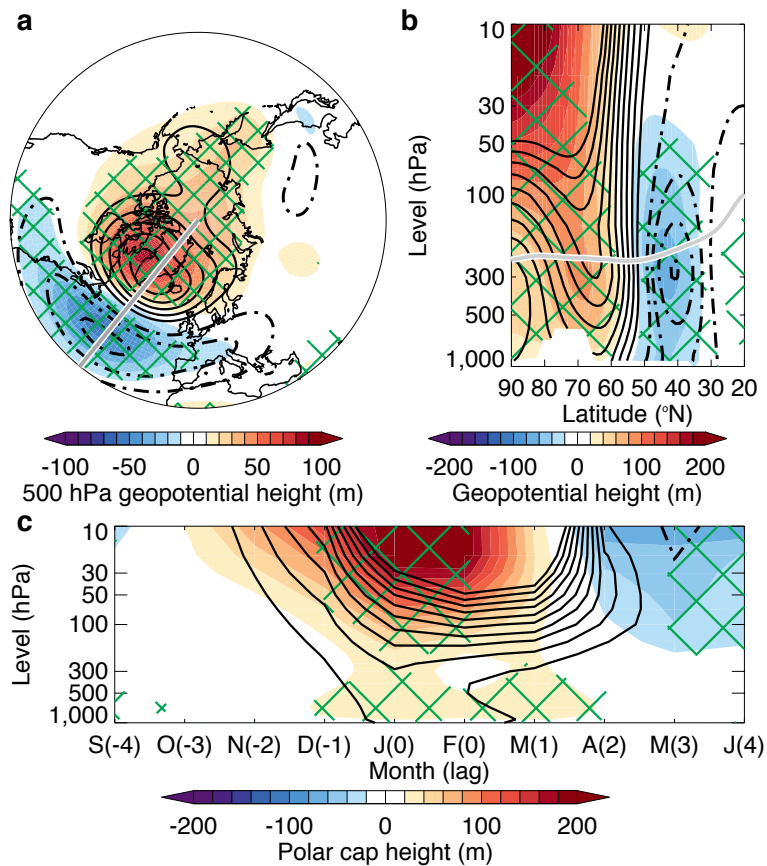 a
-100 -50 0 50 100
500 hPa geopotential height (m)
b
Level (hPa)
10
30
50
100
300
500
1,000
90 80 70 60 50 40 30 20
Latitude (°N)
-200 -100 0 100 200
Geopotential height (m)
c
Level (hPa)
10
30
50
100
300
500
1,000
S(-4) O(-3) N(-2) D(-1) J(0) F(0) M(1) A(2) M(3) J(4)
Month (lag)
-200 -100 0 100 200
Polar cap height (m)